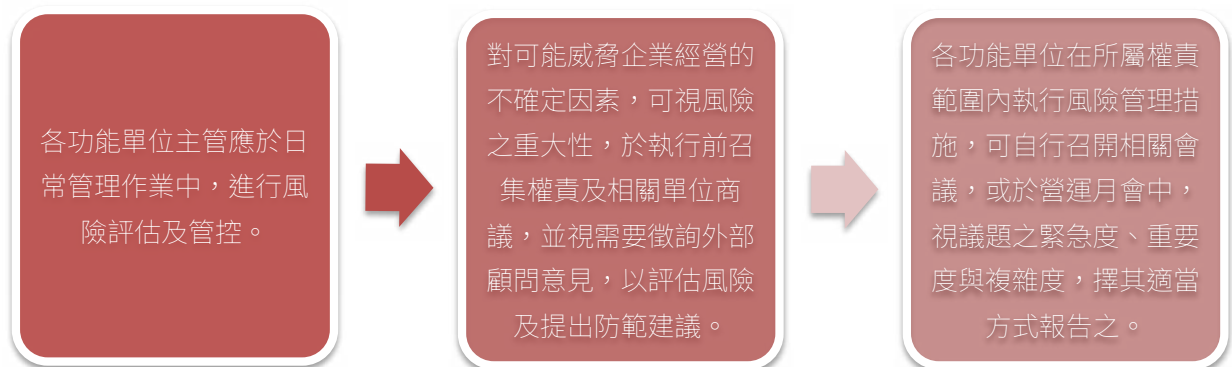 各功能單位主管應於日
常管理作業中，進行風
險評估及管控。
對可能威脅企業經營的
不確定因素，可視風險
之重大性，於執行前召
集權責及相關單位商
議，並視需要徵詢外部
顧問意見，以評估風險
及提出防範建議。
各功能單位在所屬權責
範圍內執行風險管理措
施，可自行召開相關會
議，或於營運月會中，
視議題之緊急度、重要
度與複雜度，擇其適當
方式報告之。